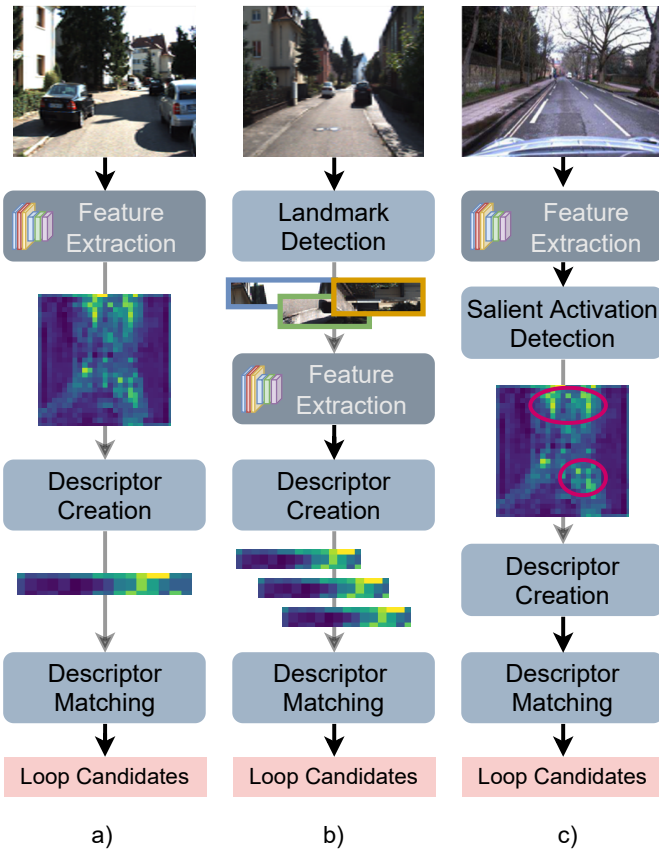 Feature
Extraction
Descriptor
Creation
Descriptor
Matching
Loop Candidates
a)
Landmark
Detection
Feature
Extraction
Descriptor
Creation
Descriptor
Matching
Loop Candidates
b)
Feature
Extraction
Salient Activation
Detection
Descriptor
Creation
Descriptor
Matching
Loop Candidates
c)